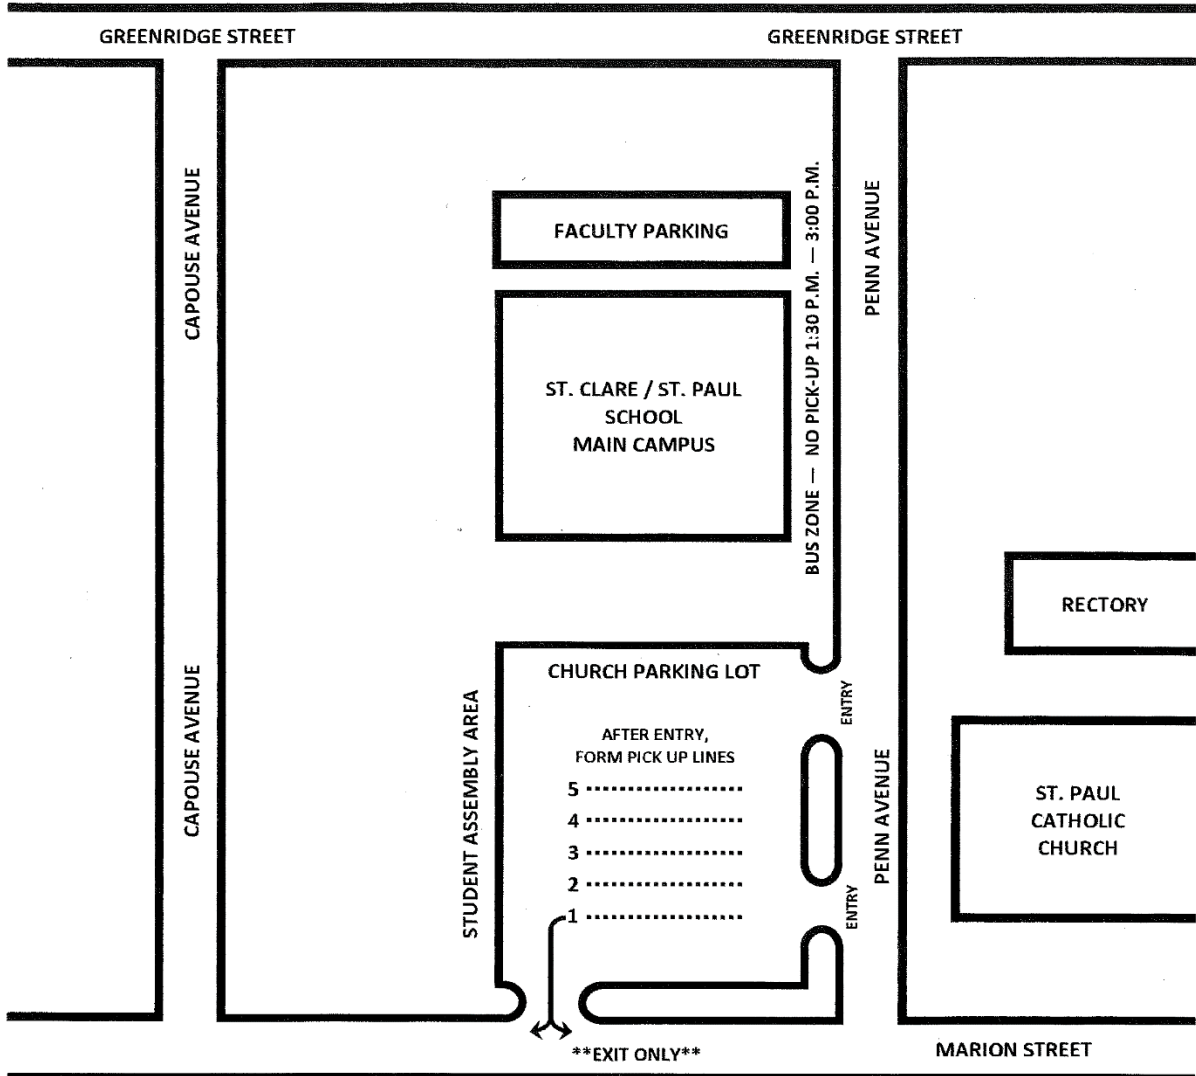 GREENRIDGE STREET
GREENRIDGE STREET
CAPOUSE AVENUE
FACULTY PARKING
BUS ZONE — NO PICK-UP 1:30 P.M. — 3:00 P.M.
PENN AVENUE
ST. CLARE / ST. PAUL
SCHOOL
MAIN CAMPUS
RECTORY
CAPOUSE AVENUE
STUDENT ASSEMBLY AREA
CHURCH PARKING LOT
ENTRY
AFTER ENTRY,
FORM PICK UP LINES
5
4
3
2
1
ENTRY
PENN AVENUE
ST. PAUL
CATHOLIC
CHURCH
**EXIT ONLY**
MARION STREET